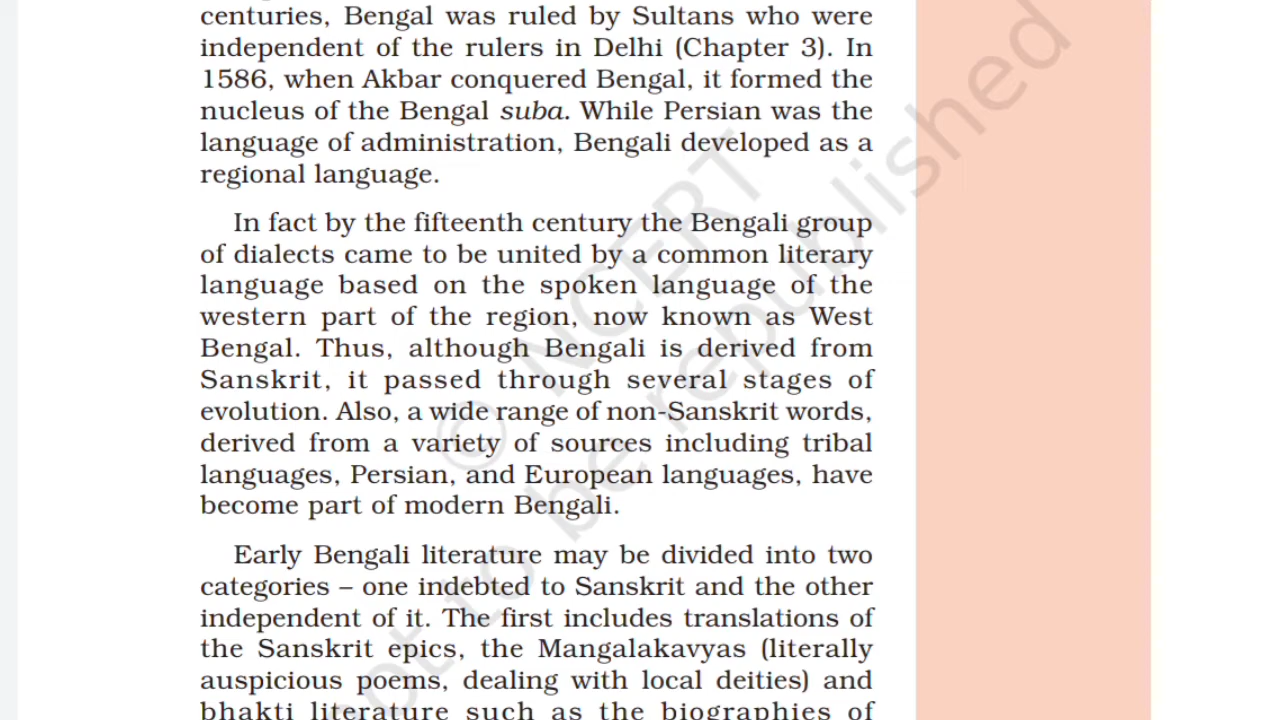 centuries, Bengal was ruled by Sultans who were
independent of the rulers in Delhi (Chapter 3). In
1586, when Akbar conquered Bengal, it formed the
nucleus of the Bengal suba. While Persian was the
language of administration, Bengali developed as a
regional language.
In fact by the fifteenth century the Bengali group
of dialects came to be united by a common literary
language based on the spoken language of the
western part of the region, now known as West
Bengal. Thus, although Bengali is derived from
Sanskrit, it passed through several stages of
evolution. Also, a wide range of non-Sanskrit words,
derived from a variety of sources including tribal
languages, Persian, and European languages, have
become part of modern Bengali.
Early Bengali literature may be divided into two
categories – one indebted to Sanskrit and the other
independent of it. The first includes translations of
the Sanskrit epics, the Mangalakavyas (literally
auspicious poems, dealing with local deities) and
bhakti literature such as the biographies of
© NCERT
not to be republished